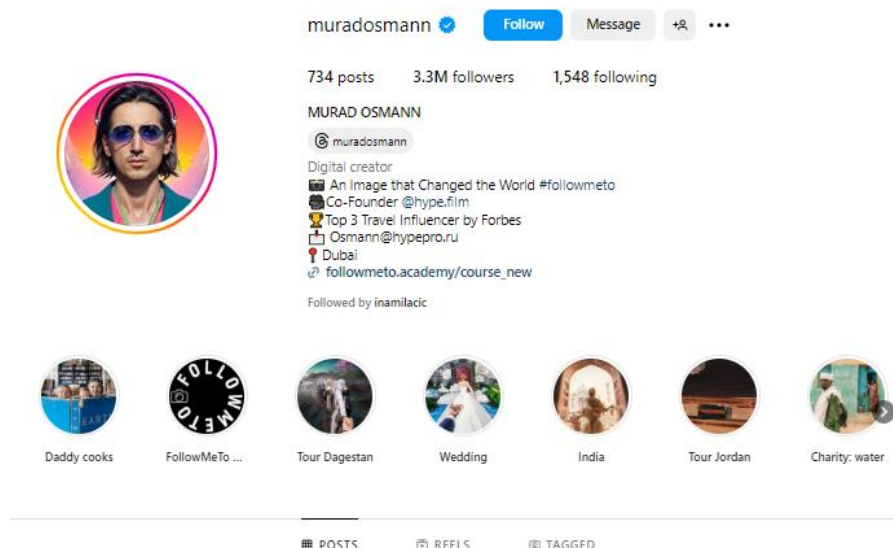 muradosmann Follow Message
734 posts 3.3M followers 1,548 following
MURAD OSMANN
muradosmann
Digital creator
An Image that Changed the World #followmeto
Co-Founder @hype.film
Top 3 Travel Influencer by Forbes
Osmann@hypepro.ru
Dubai
followmeto.academy/course_new
Followed by inamilacic
EART
FOLLOWMETO
Daddy cooks FollowMeTo ... Tour Dagestan Wedding India Tour Jordan Charity: water
POSTS REELS TAGGED